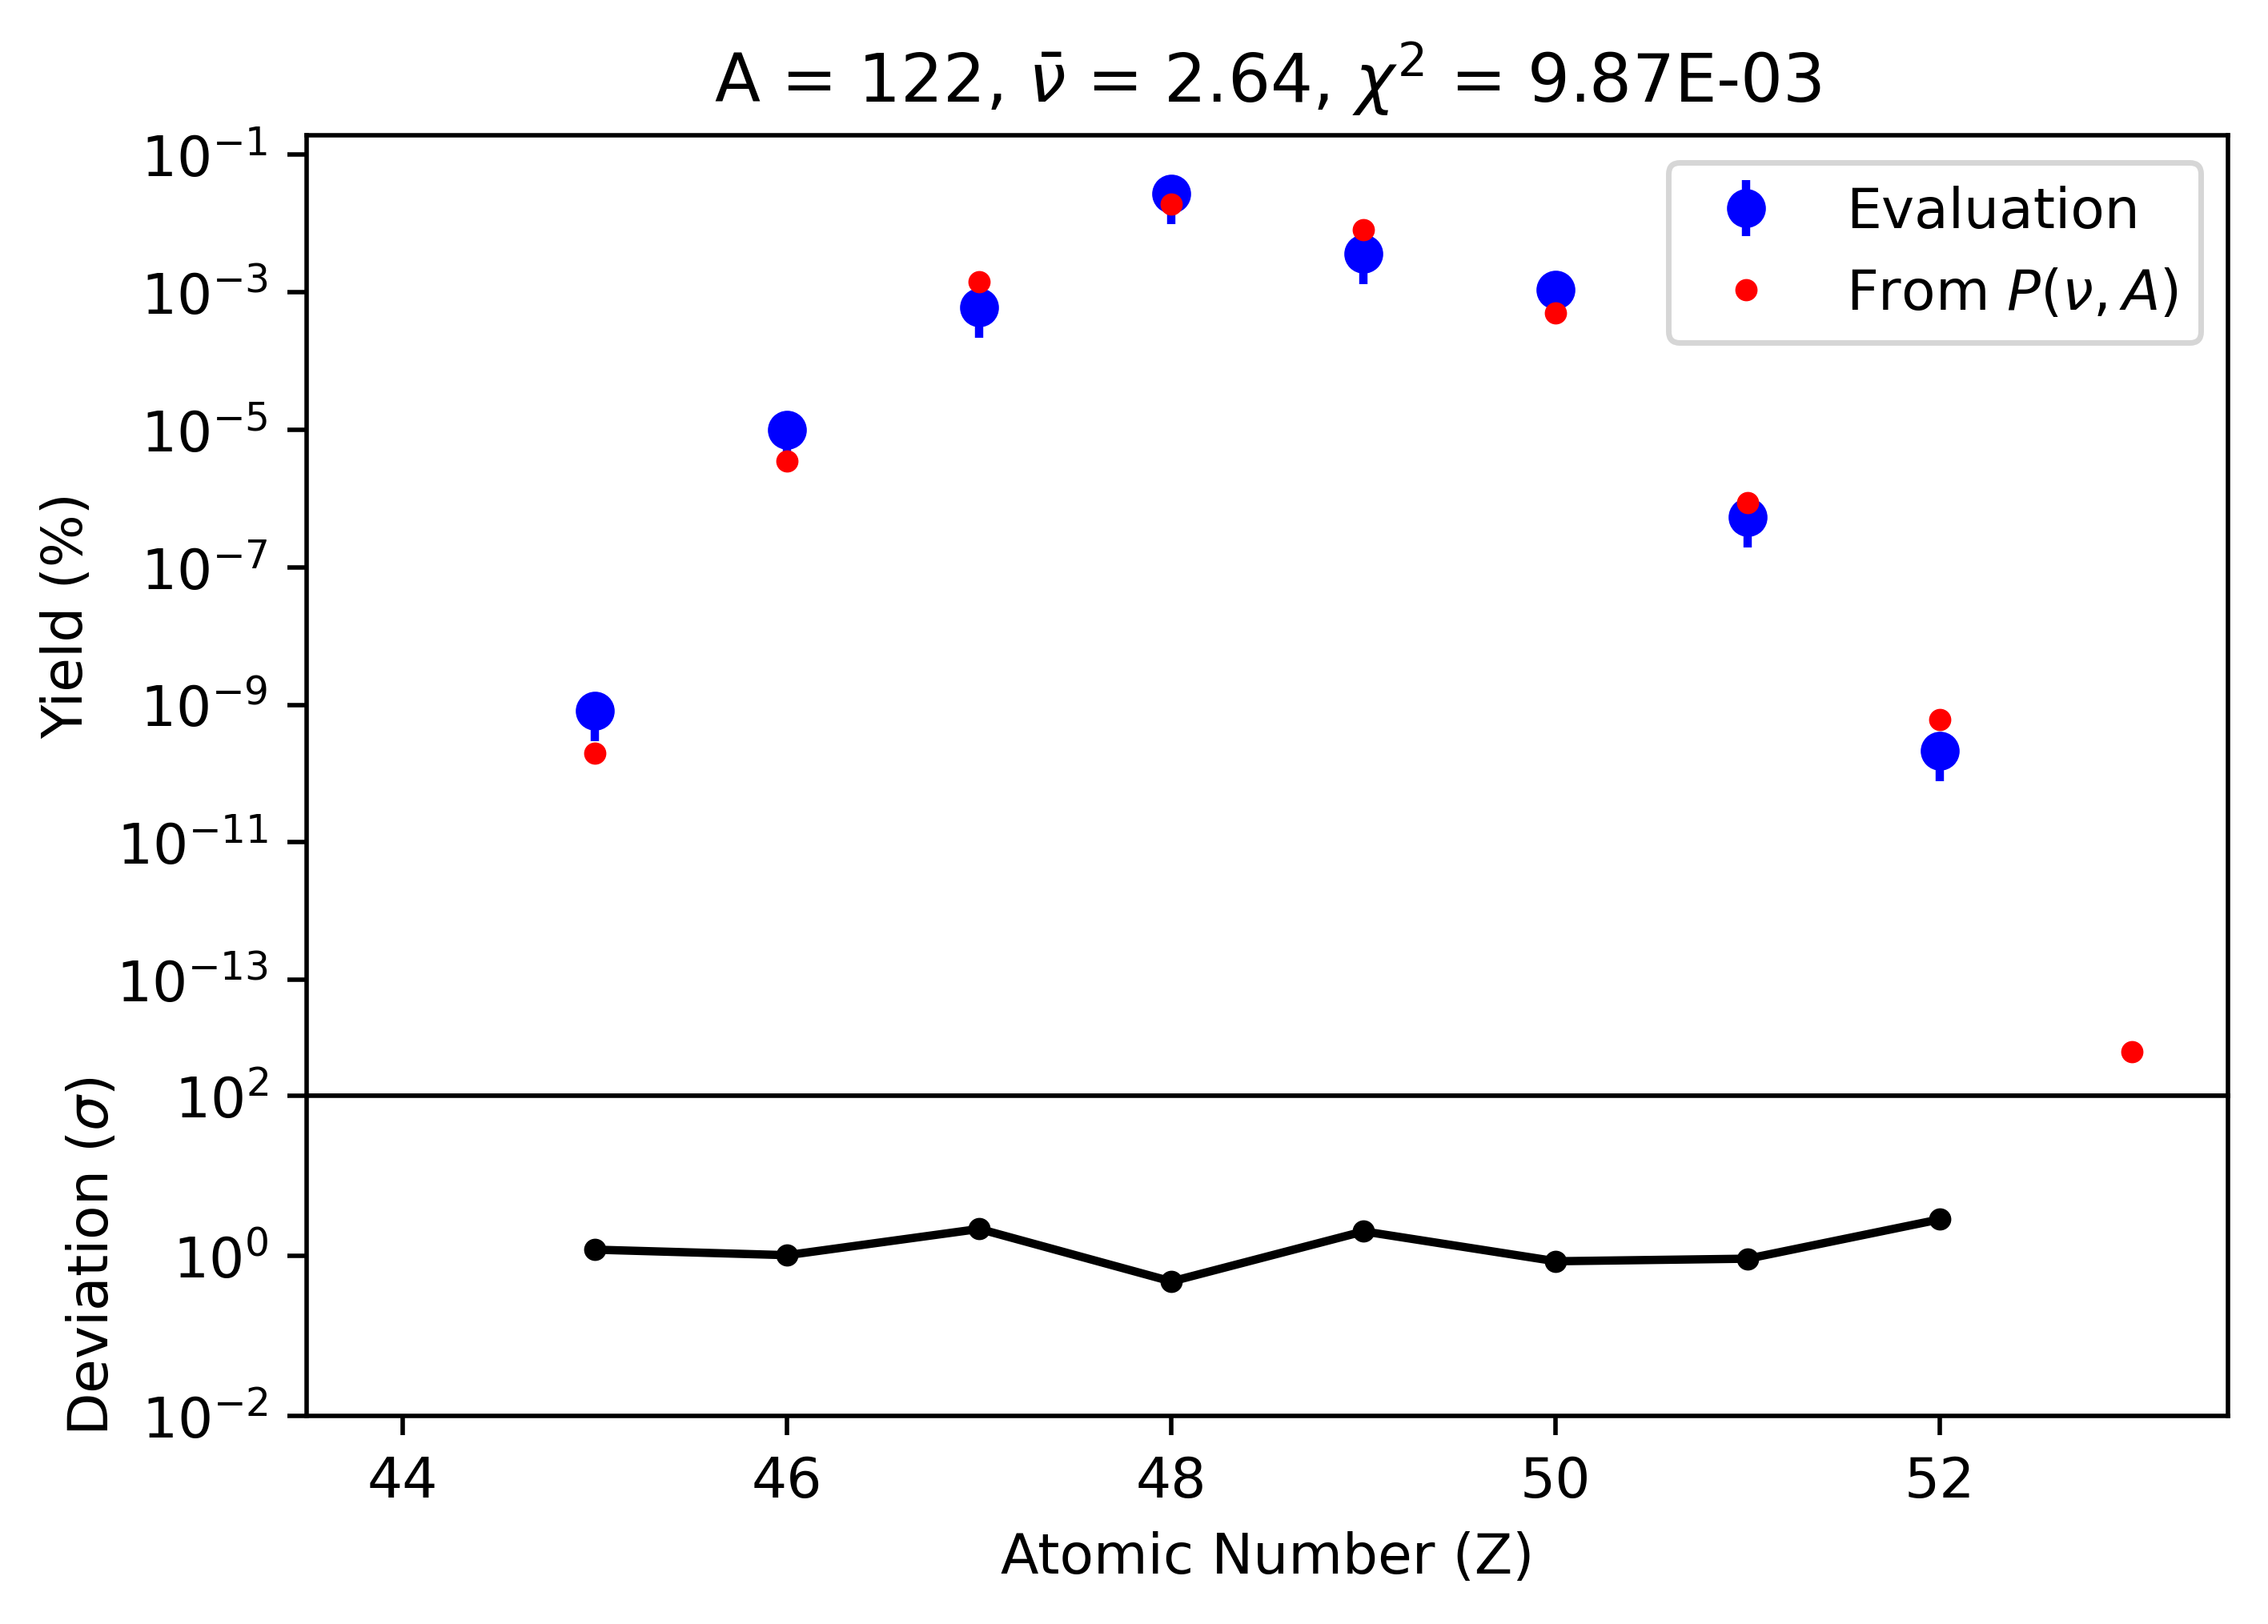 A = 122, ν̄ = 2.64, χ² = 9.87E-03
Yield (%)
10⁻¹
10⁻³
10⁻⁵
10⁻⁷
10⁻⁹
10⁻¹¹
10⁻¹³
Evaluation
From P(ν, A)
Deviation (σ)
10²
10⁰
10⁻²
44 46 48 50 52
Atomic Number (Z)